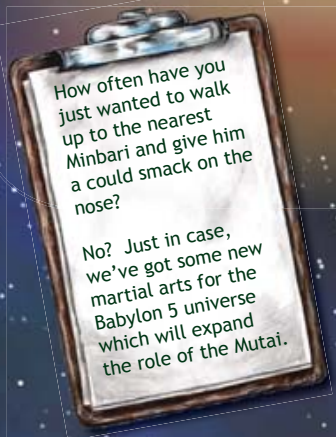 How often have you
just wanted to walk
up to the nearest
Minbari and give him
a could smack on the
nose?
No? Just in case,
we've got some new
martial arts for the
Babylon 5 universe
which will expand
the role of the Mutai.